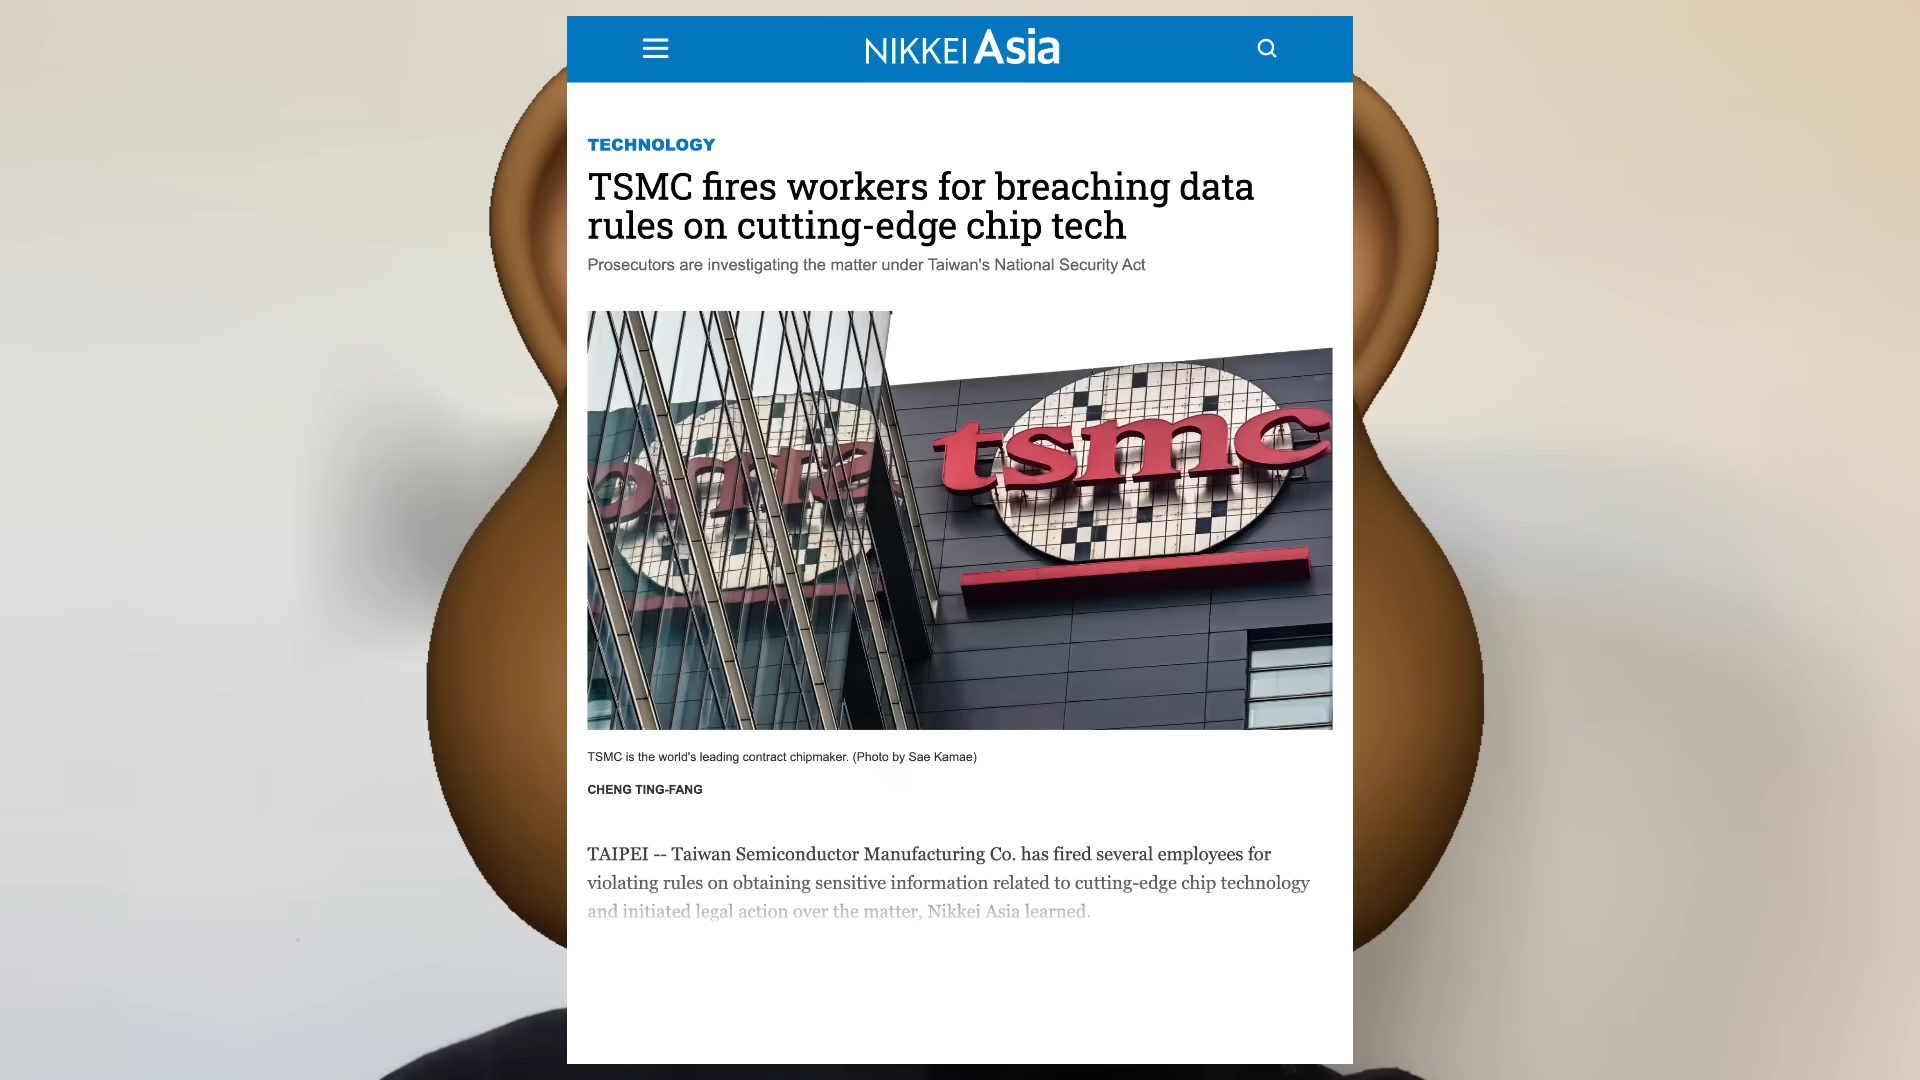 NIKKEI Asia
TECHNOLOGY
TSMC fires workers for breaching data
rules on cutting-edge chip tech
Prosecutors are investigating the matter under Taiwan's National Security Act
tsmc
TSMC is the world's leading contract chipmaker. (Photo by Sae Kamae)
CHENG TING-FANG
TAIPEI -- Taiwan Semiconductor Manufacturing Co. has fired several employees for
violating rules on obtaining sensitive information related to cutting-edge chip technology
and initiated legal action over the matter, Nikkei Asia learned.